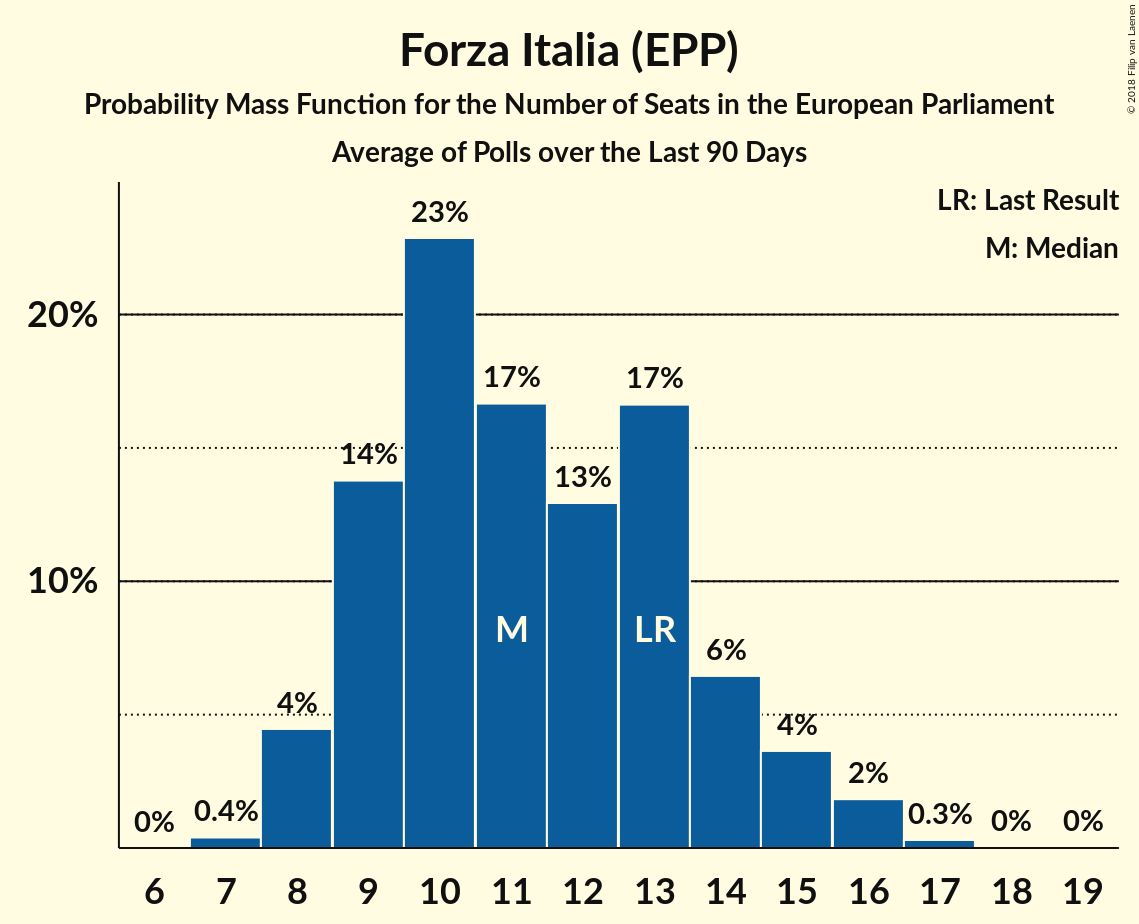 Forza Italia (EPP)
Probability Mass Function for the Number of Seats in the European Parliament
Average of Polls over the Last 90 Days
© 2018 Filip van Laenen
LR: Last Result
M: Median
20%
10%
0%
0.4%
4%
14%
23%
17%
13%
17%
6%
4%
2%
0.3%
0%
0%
M
LR
6 7 8 9 10 11 12 13 14 15 16 17 18 19